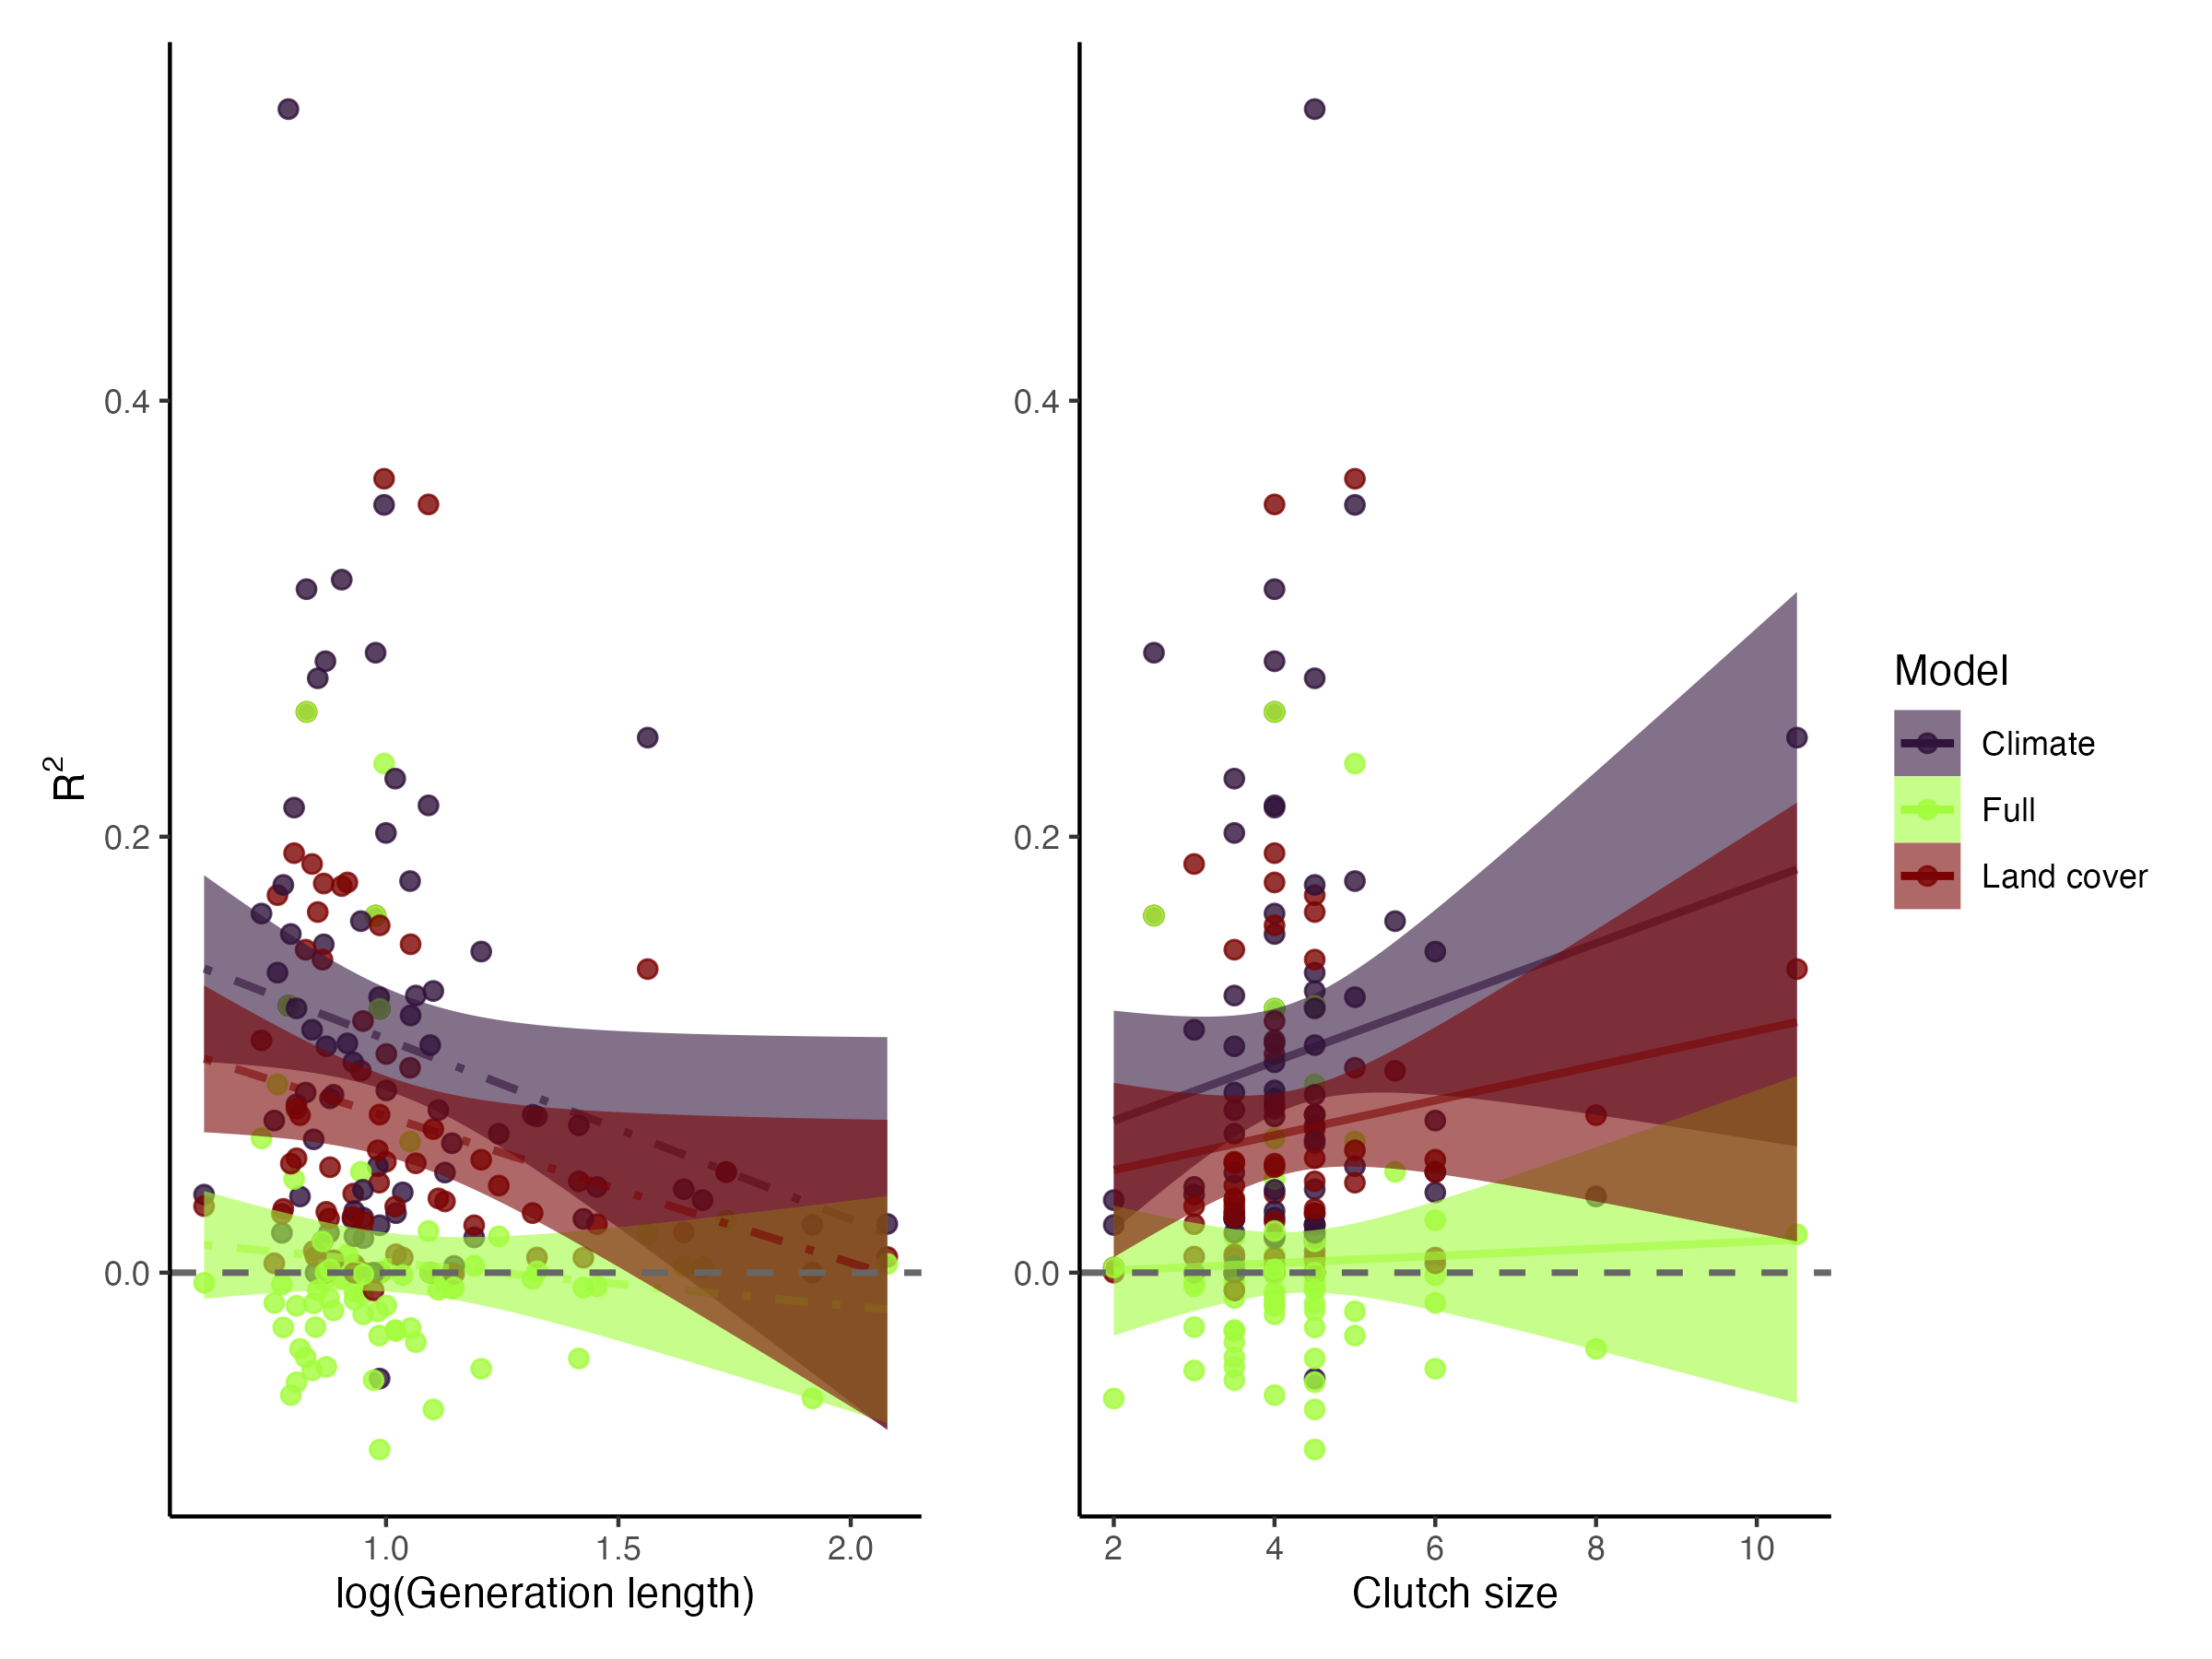 R²
0.4
0.2
0.0
1.0 1.5 2.0
log(Generation length)
0.4
0.2
0.0
2 4 6 8 10
Clutch size
Model
Climate
Full
Land cover